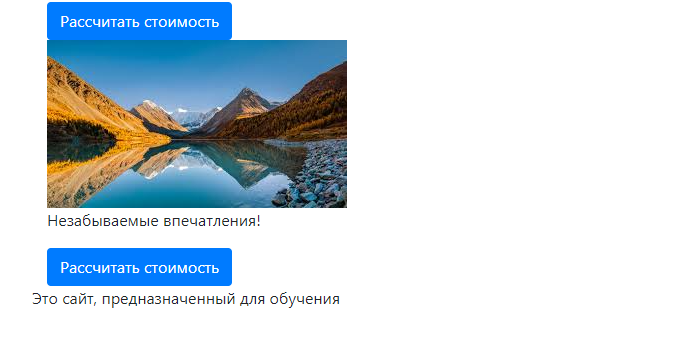 Рассчитать стоимость
Незабываемые впечатления!
Рассчитать стоимость
Это сайт, предназначенный для обучения